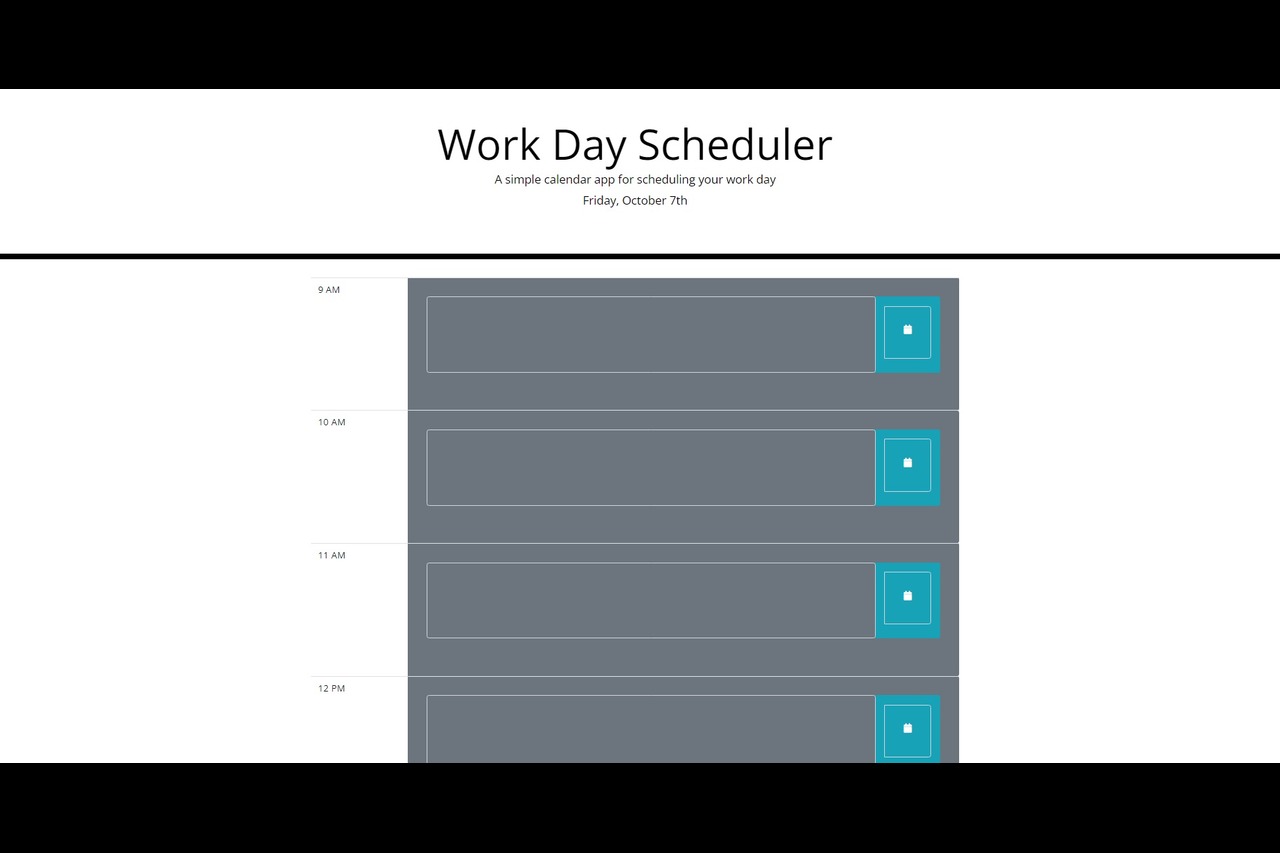 Work Day Scheduler
A simple calendar app for scheduling your work day
Friday, October 7th
9 AM
10 AM
11 AM
12 PM